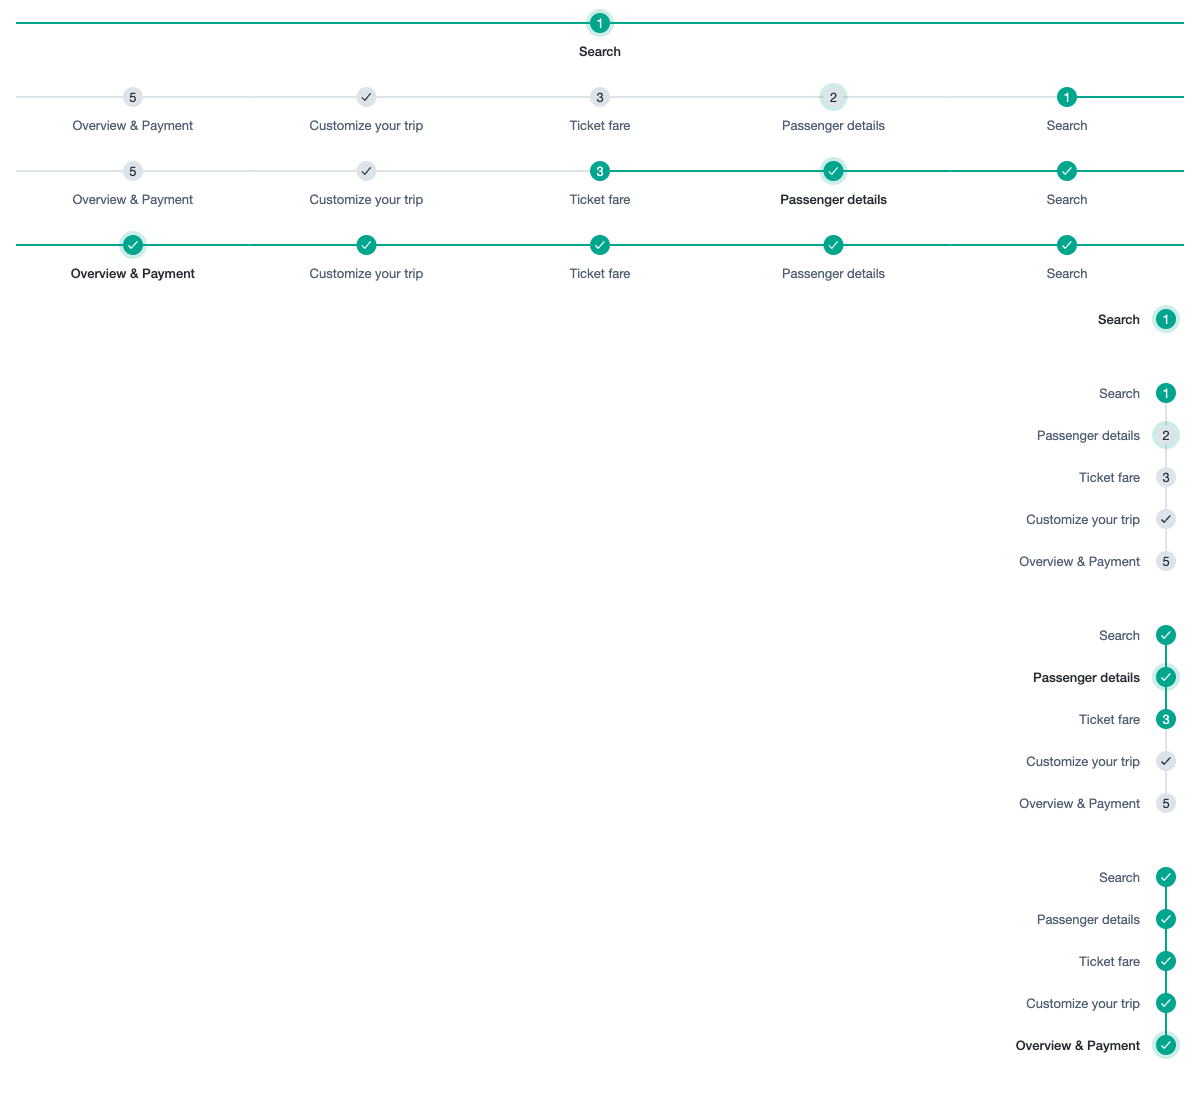 1
Search
5 3 2 1
Overview & Payment Customize your trip Ticket fare Passenger details Search
5 3
Overview & Payment Customize your trip Ticket fare Passenger details Search
Overview & Payment Customize your trip Ticket fare Passenger details Search
Search 1
Search 1
Passenger details 2
Ticket fare 3
Customize your trip
Overview & Payment 5
Search
Passenger details
Ticket fare 3
Customize your trip
Overview & Payment 5
Search
Passenger details
Ticket fare
Customize your trip
Overview & Payment